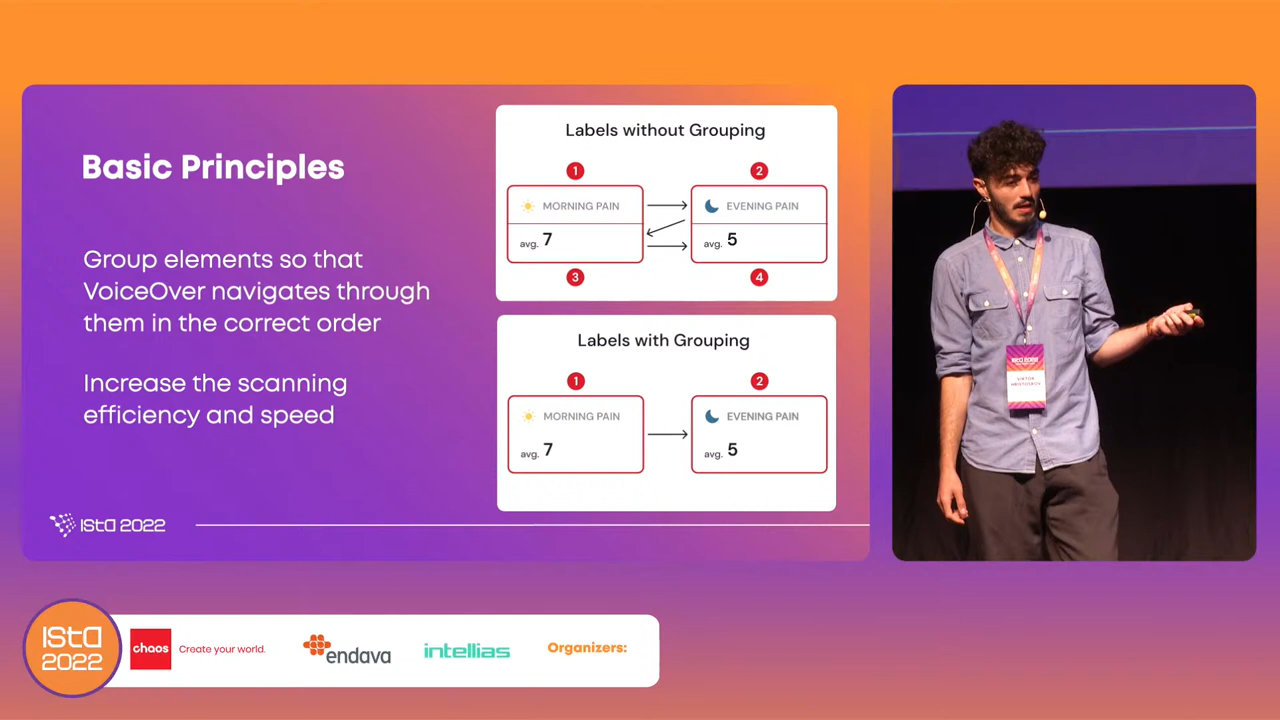 Basic Principles
Group elements so that
VoiceOver navigates through
them in the correct order
Increase the scanning
efficiency and speed
ISTA 2022
Labels without Grouping
1
2
MORNING PAIN
EVENING PAIN
avg. 7
avg. 5
3
4
Labels with Grouping
1
2
MORNING PAIN
EVENING PAIN
avg. 7
avg. 5
ISTA
2022
chaos
Create your world.
endava
intellias
Organizers: